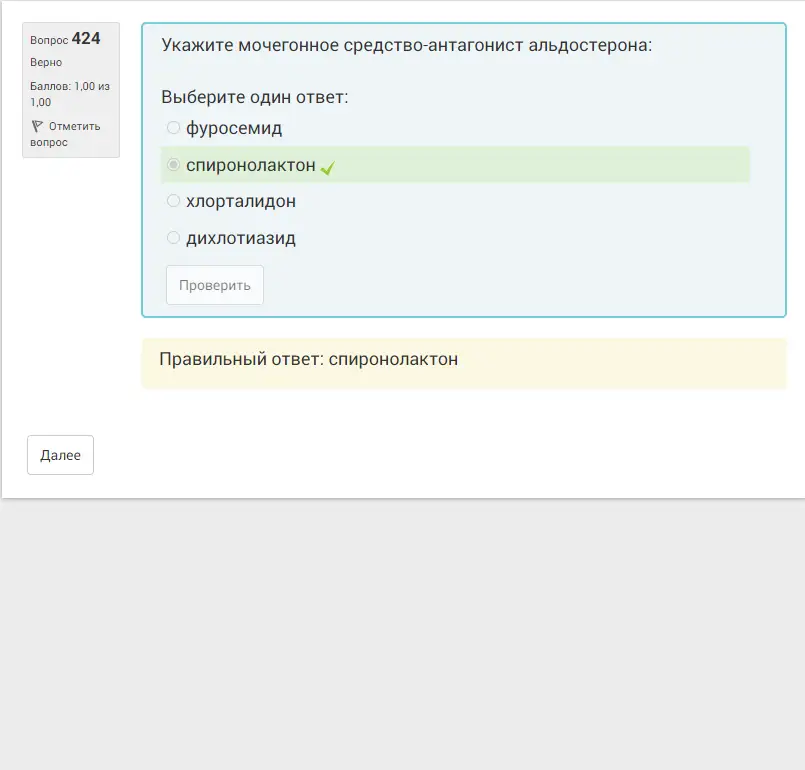 Вопрос 424
Верно
Баллов: 1,00 из
1,00
Отметить
вопрос
Укажите мочегонное средство-антагонист альдостерона:
Выберите один ответ:
фуросемид
спиронолактон
хлорталидон
дихлотиазид
Проверить
Правильный ответ: спиронолактон
Далее